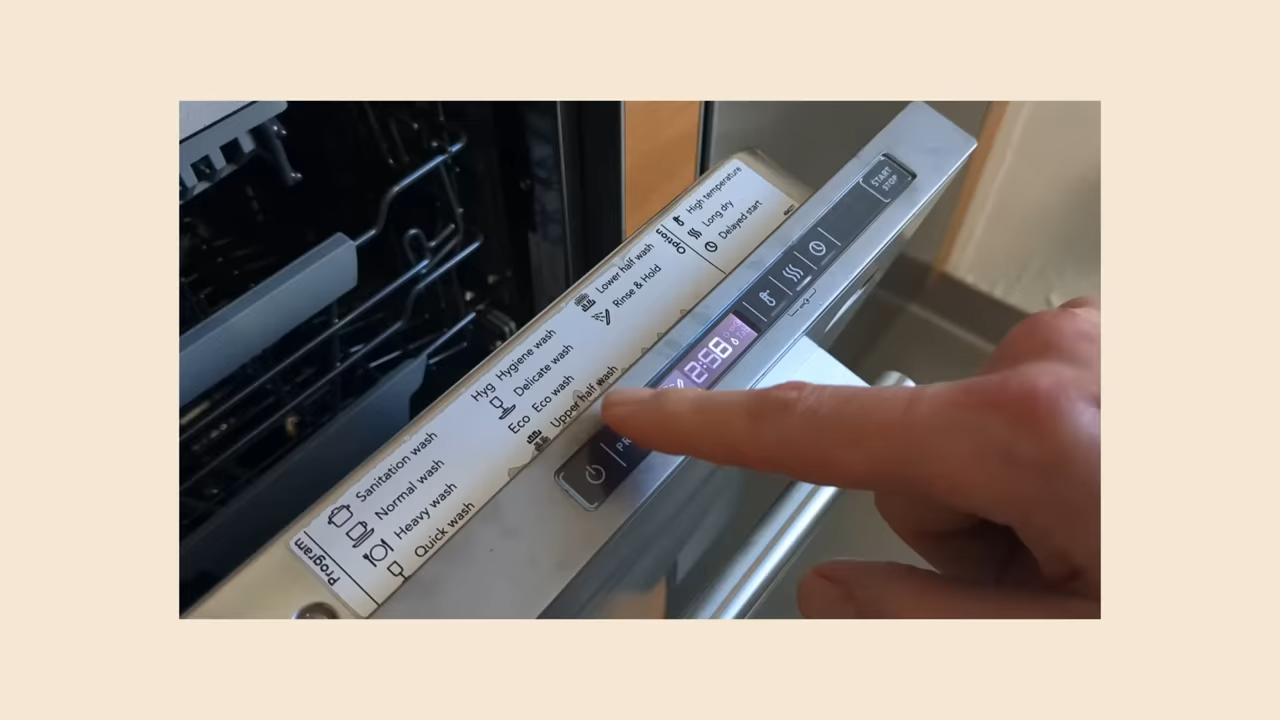 Program
Sanitation wash
Normal wash
Heavy wash
Quick wash
Hyg Hygiene wash
Delicate wash
Eco Eco wash
Upper half wash
Lower half wash
Rinse & Hold
Option
High temperature
Long dry
Delayed start
PR
2:58
START
STOP